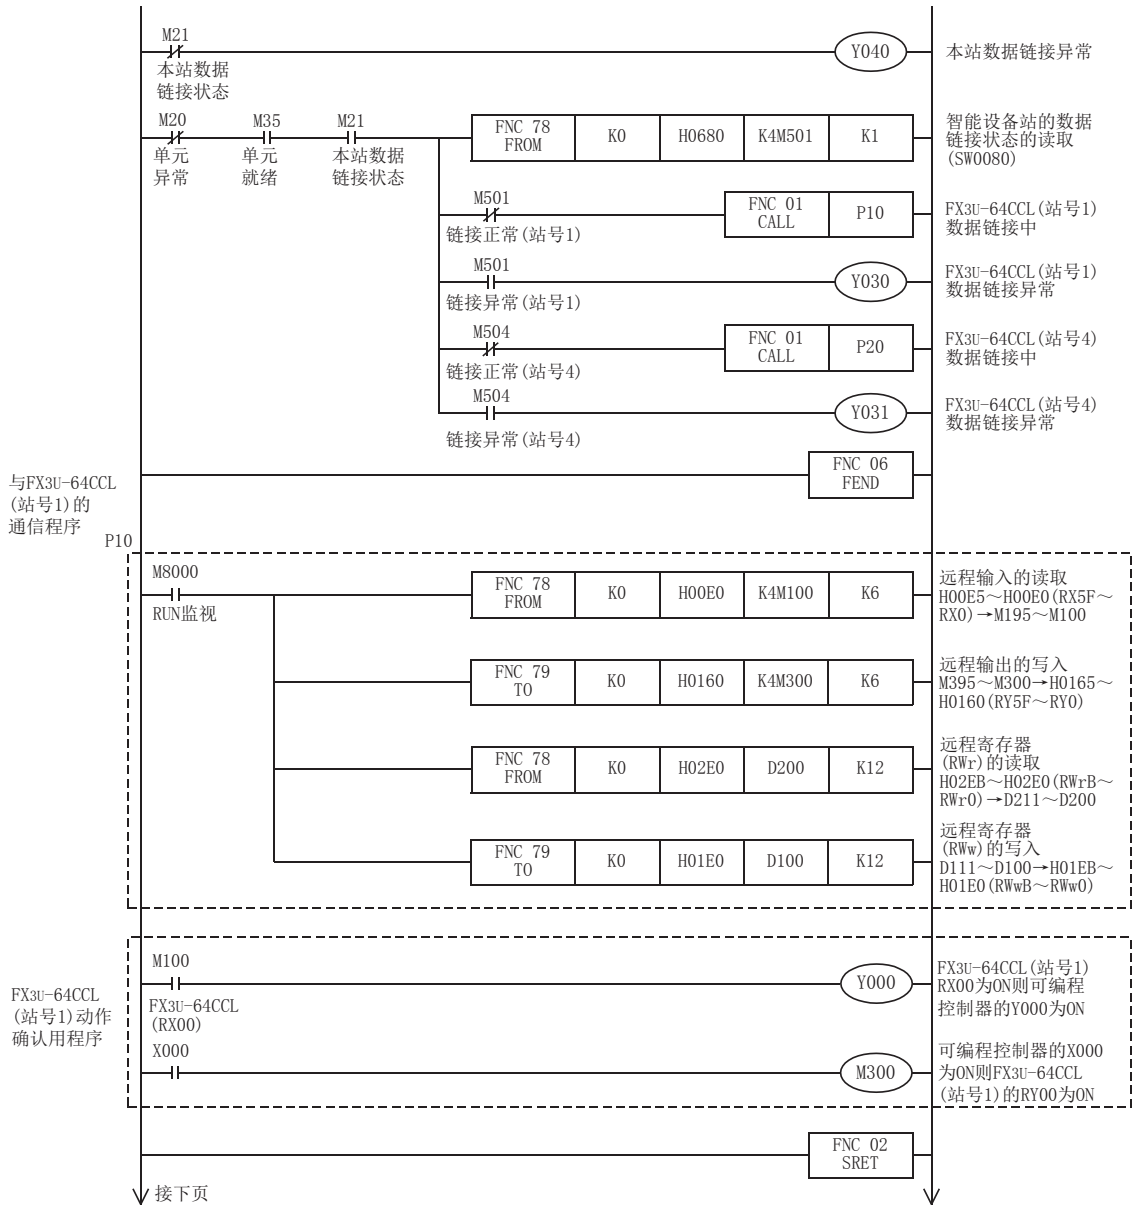 M21
Y040
本站数据链接异常
本站数据
链接状态
M20
M35
M21
单元
异常
单元
就绪
本站数据
链接状态
FNC 78
FROM
K0
H0680
K4M501
K1
智能设备站的数据
链接状态的读取
(SW0080)
M501
链接正常(站号1)
FNC 01
CALL
P10
FX3U-64CCL(站号1)
数据链接中
M501
链接异常(站号1)
Y030
FX3U-64CCL(站号1)
数据链接异常
M504
链接正常(站号4)
FNC 01
CALL
P20
FX3U-64CCL(站号4)
数据链接中
M504
链接异常(站号4)
Y031
FX3U-64CCL(站号4)
数据链接异常
FNC 06
FEND
与FX3U-64CCL
(站号1)的
通信程序
P10
M8000
RUN监视
FNC 78
FROM
K0
H00E0
K4M100
K6
远程输入的读取
H00E5～H00E0(RX5F～
RX0)→M195～M100
FNC 79
TO
K0
H0160
K4M300
K6
远程输出的写入
M395～M300→H0165～
H0160(RY5F～RY0)
FNC 78
FROM
K0
H02E0
D200
K12
远程寄存器
(RWr)的读取
H02EB～H02E0(RWrB～
RWr0)→D211～D200
FNC 79
TO
K0
H01E0
D100
K12
远程寄存器
(RWw)的写入
D111～D100→H01EB～
H01E0(RWwB～RWw0)
FX3U-64CCL
(站号1)动作
确认用程序
M100
FX3U-64CCL
(RX00)
Y000
FX3U-64CCL(站号1)
RX00为ON则可编程
控制器的Y000为ON
X000
M300
可编程控制器的X000
为ON则FX3U-64CCL
(站号1)的RY00为ON
FNC 02
SRET
接下页